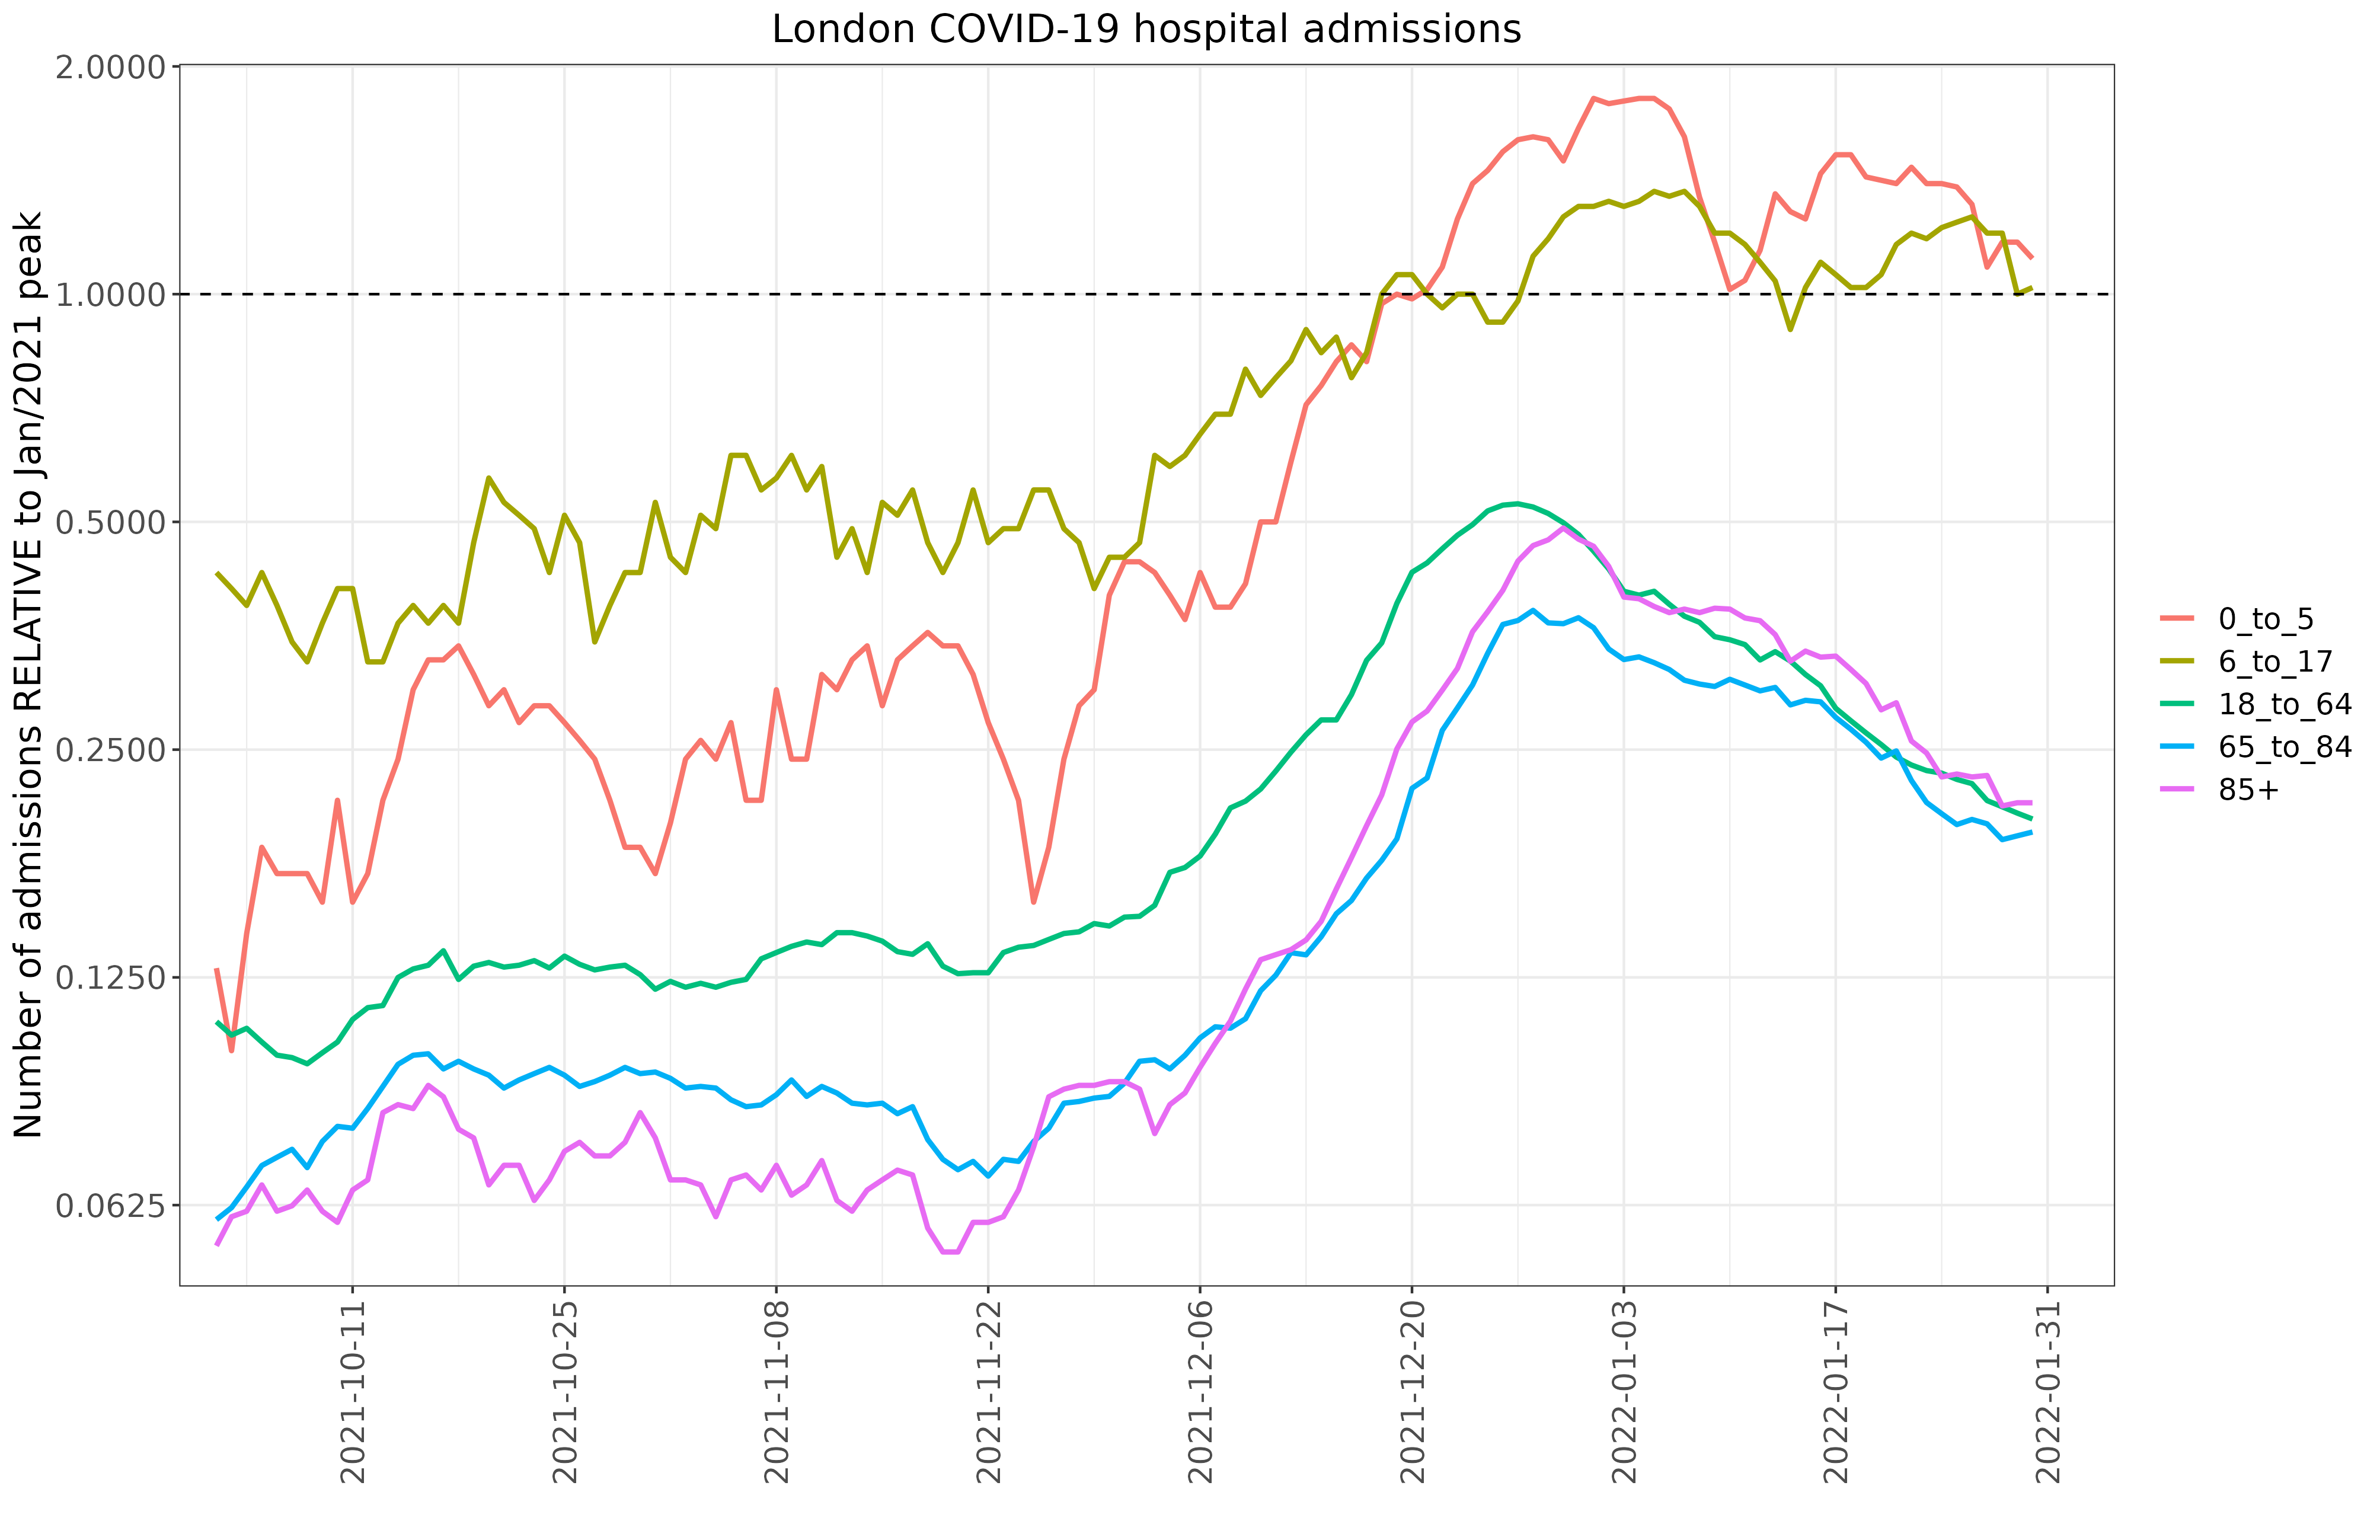 London COVID-19 hospital admissions
Number of admissions RELATIVE to Jan/2021 peak
2.0000
1.0000
0.5000
0.2500
0.1250
0.0625
2021-10-11
2021-10-25
2021-11-08
2021-11-22
2021-12-06
2021-12-20
2022-01-03
2022-01-17
2022-01-31
0_to_5
6_to_17
18_to_64
65_to_84
85+